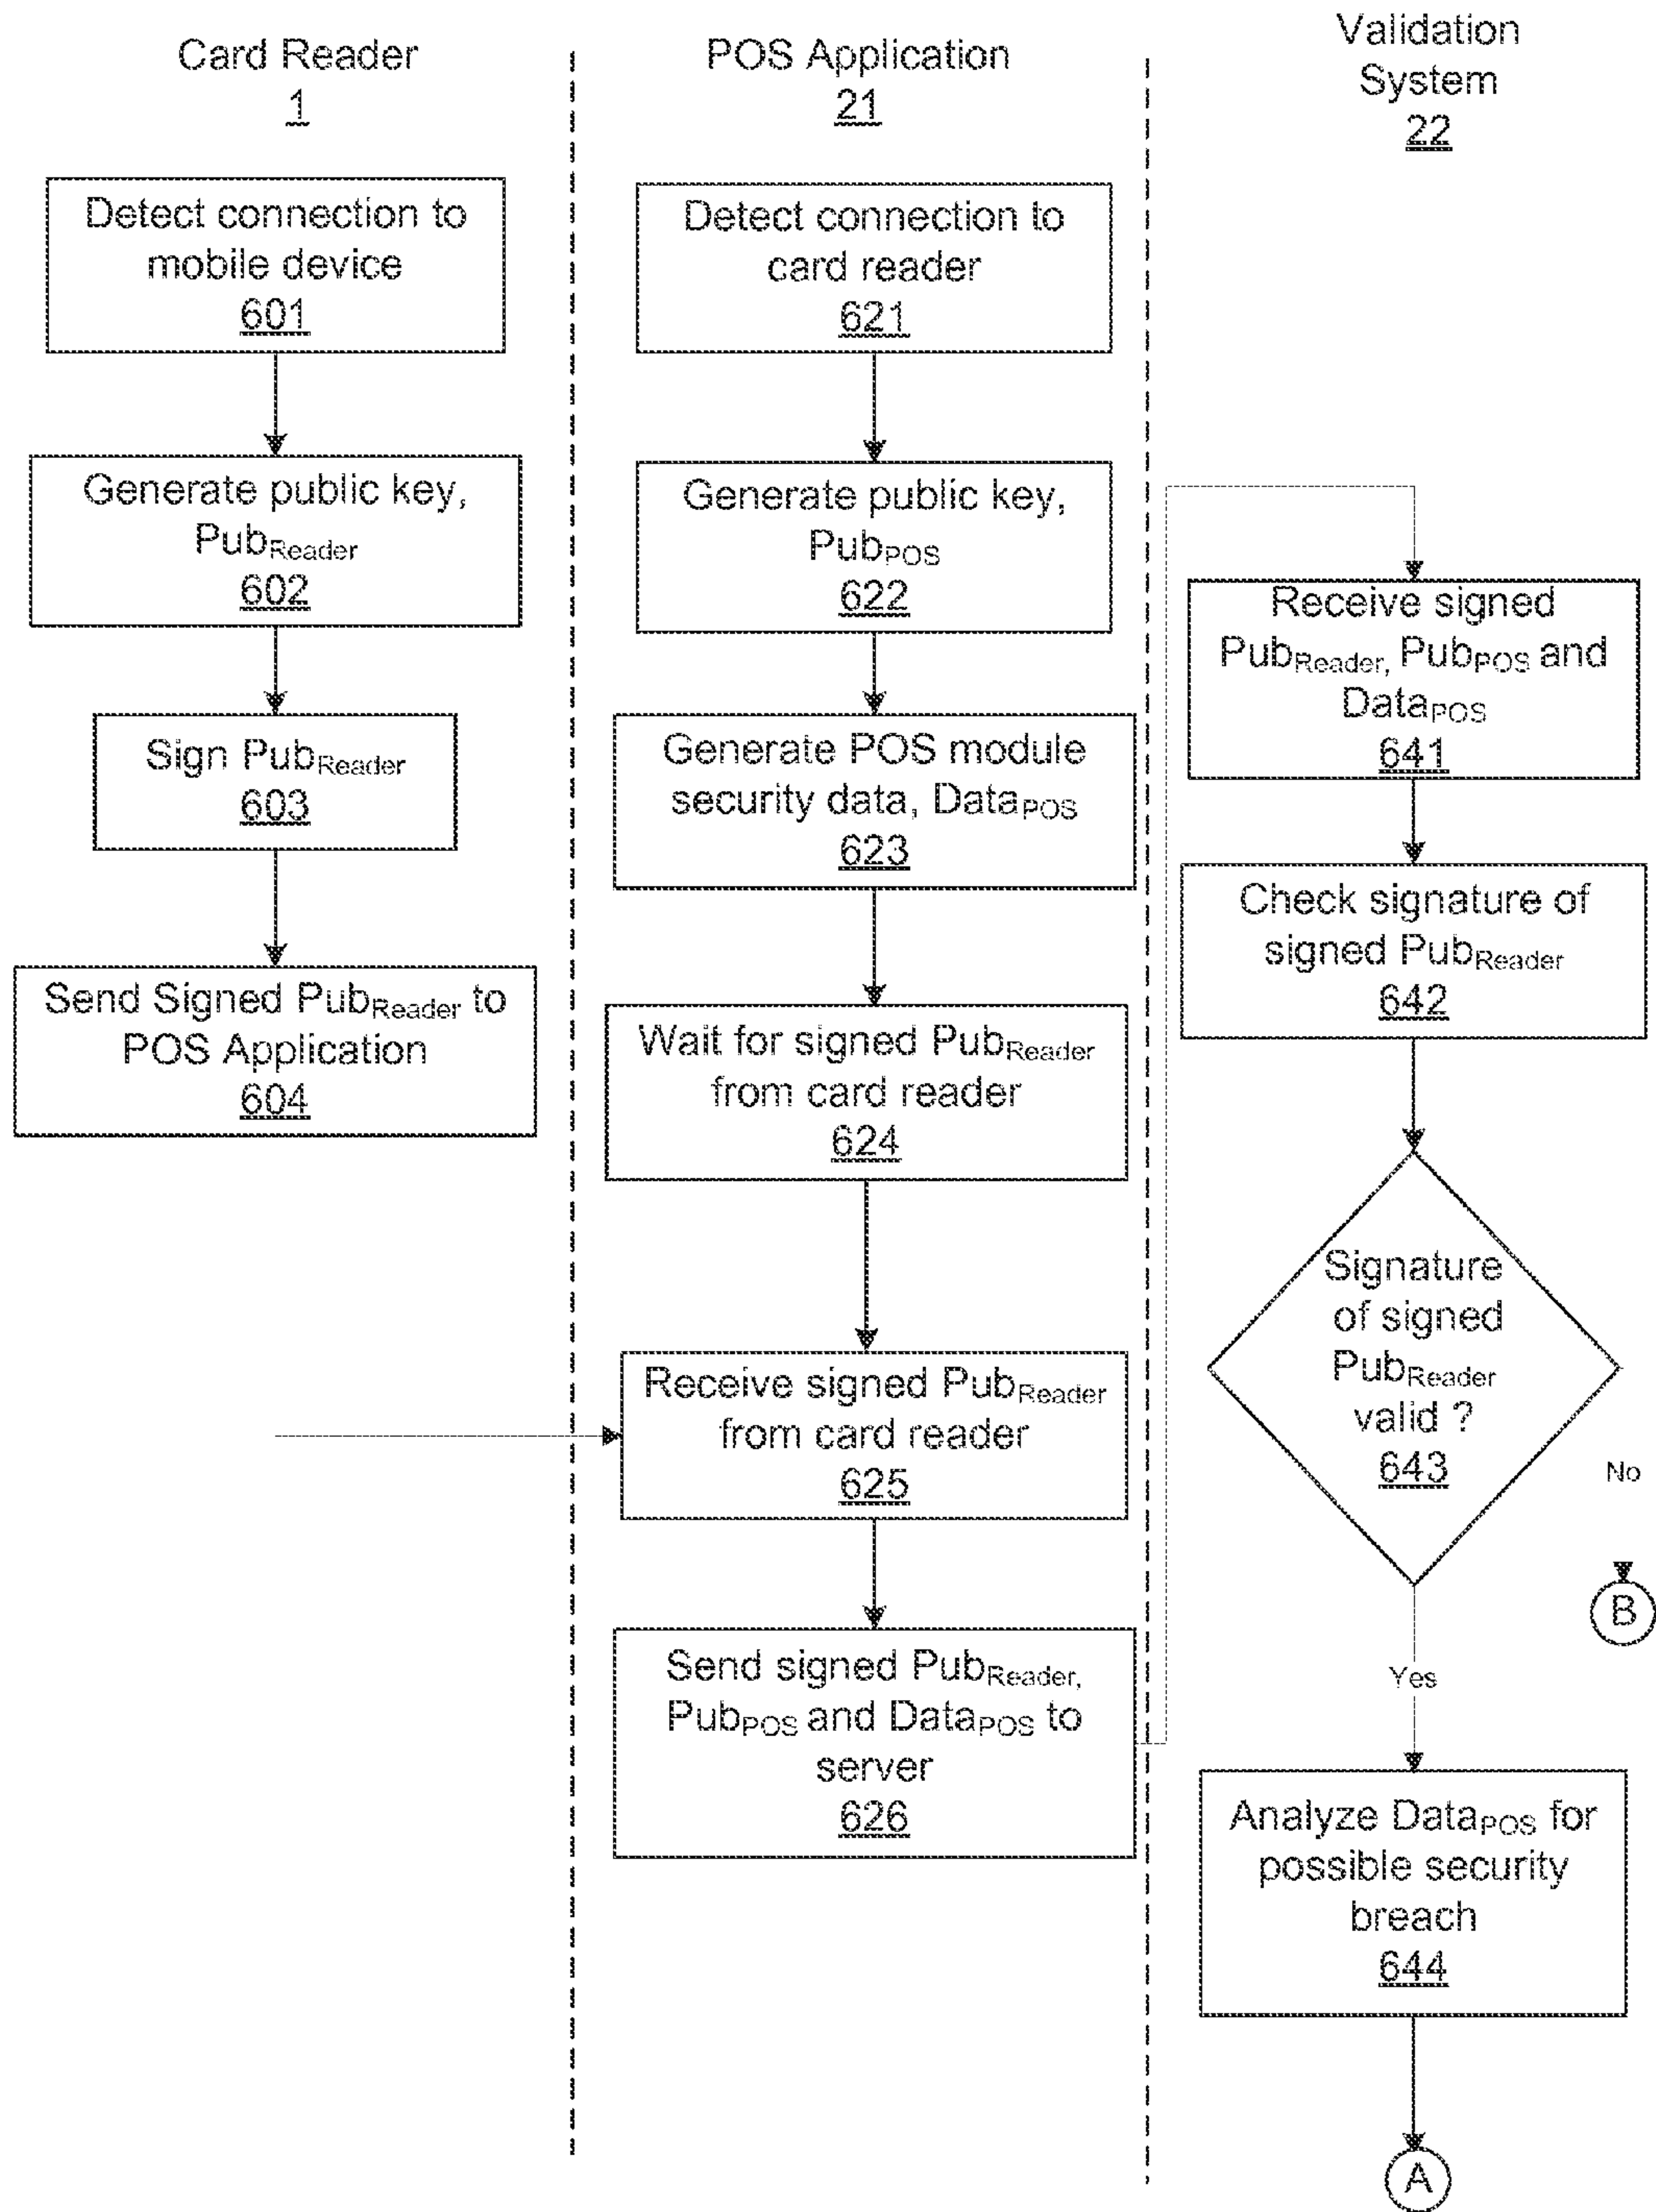 Card Reader
1
Detect connection to
mobile device
601
Generate public key,
PubReader
602
Sign PubReader
603
Send Signed PubReader to
POS Application
604
POS Application
21
Detect connection to
card reader
621
Generate public key,
PubPOS
622
Generate POS module
security data, DataPOS
623
Wait for signed PubReader
from card reader
624
Receive signed PubReader
from card reader
625
Send signed PubReader,
PubPOS and DataPOS to
server
626
Validation
System
22
Receive signed
PubReader, PubPOS and
DataPOS
641
Check signature of
signed PubReader
642
Signature
of signed
PubReader
valid ?
643
No
B
Yes
Analyze DataPOS for
possible security
breach
644
A